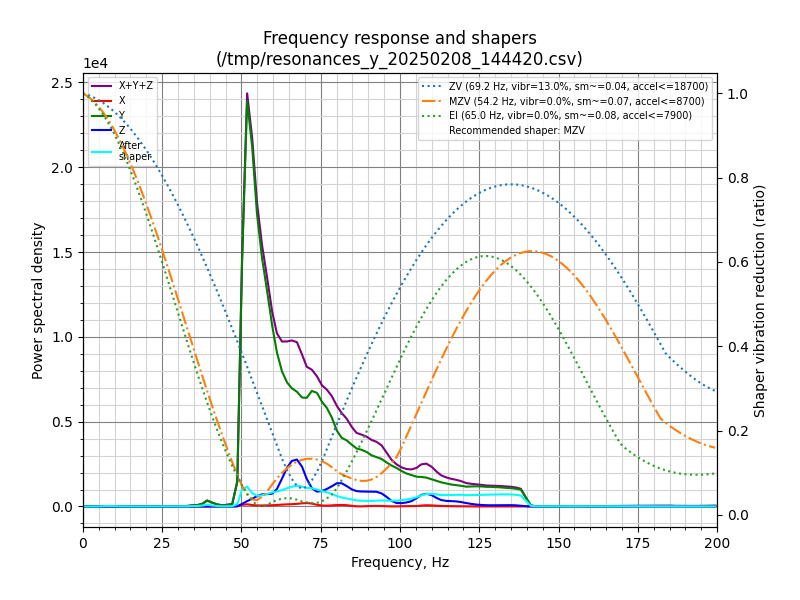 Frequency response and shapers
(/tmp/resonances_y_20250208_144420.csv)
1e4
X+Y+Z
X
Y
Z
After
shaper
ZV (69.2 Hz, vibr=13.0%, sm~=0.04, accel<=18700)
MZV (54.2 Hz, vibr=0.0%, sm~=0.07, accel<=8700)
EI (65.0 Hz, vibr=0.0%, sm~=0.08, accel<=7900)
Recommended shaper: MZV
2.5
2.0
1.5
1.0
0.5
0.0
Power spectral density
1.0
0.8
0.6
0.4
0.2
0.0
Shaper vibration reduction (ratio)
0 25 50 75 100 125 150 175 200
Frequency, Hz